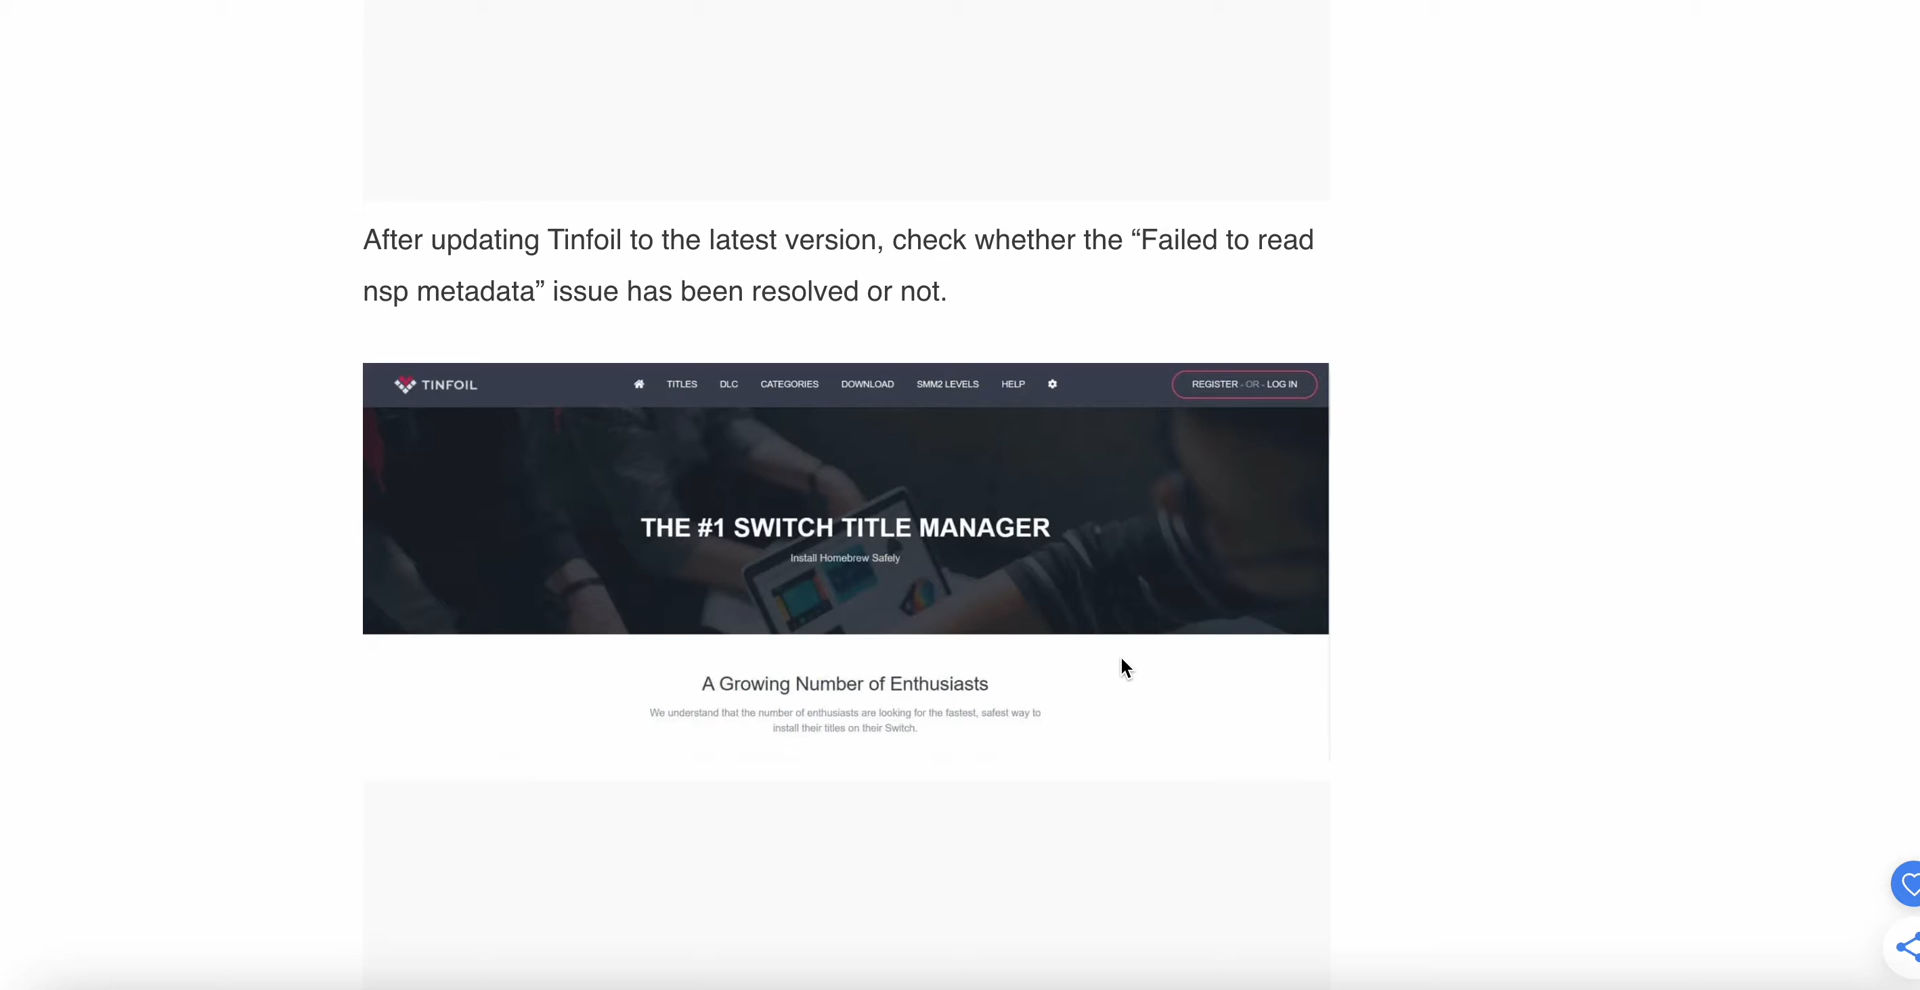 After updating Tinfoil to the latest version, check whether the “Failed to read
nsp metadata” issue has been resolved or not.
TINFOIL
TITLES DLC CATEGORIES DOWNLOAD SMM2 LEVELS HELP
REGISTER - OR - LOG IN
THE #1 SWITCH TITLE MANAGER
Install Homebrew Safely
A Growing Number of Enthusiasts
We understand that the number of enthusiasts are looking for the fastest, safest way to
install their titles on their Switch.